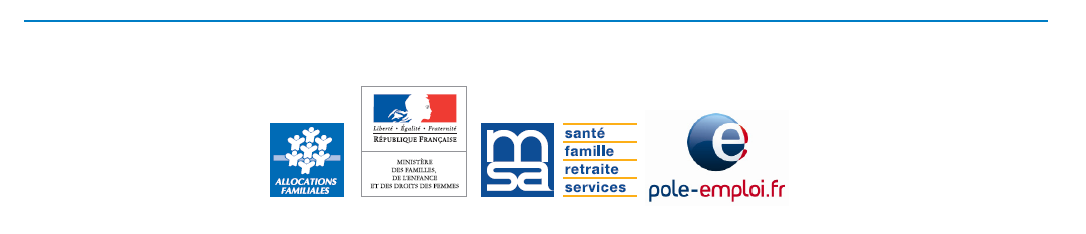 ALLOCATIONS
FAMILIALES
Liberté • Égalité • Fraternité
RÉPUBLIQUE FRANÇAISE
MINISTÈRE
DES FAMILLES,
DE L'ENFANCE
ET DES DROITS DES FEMMES
msa
santé
famille
retraite
services
e
pole-emploi.fr